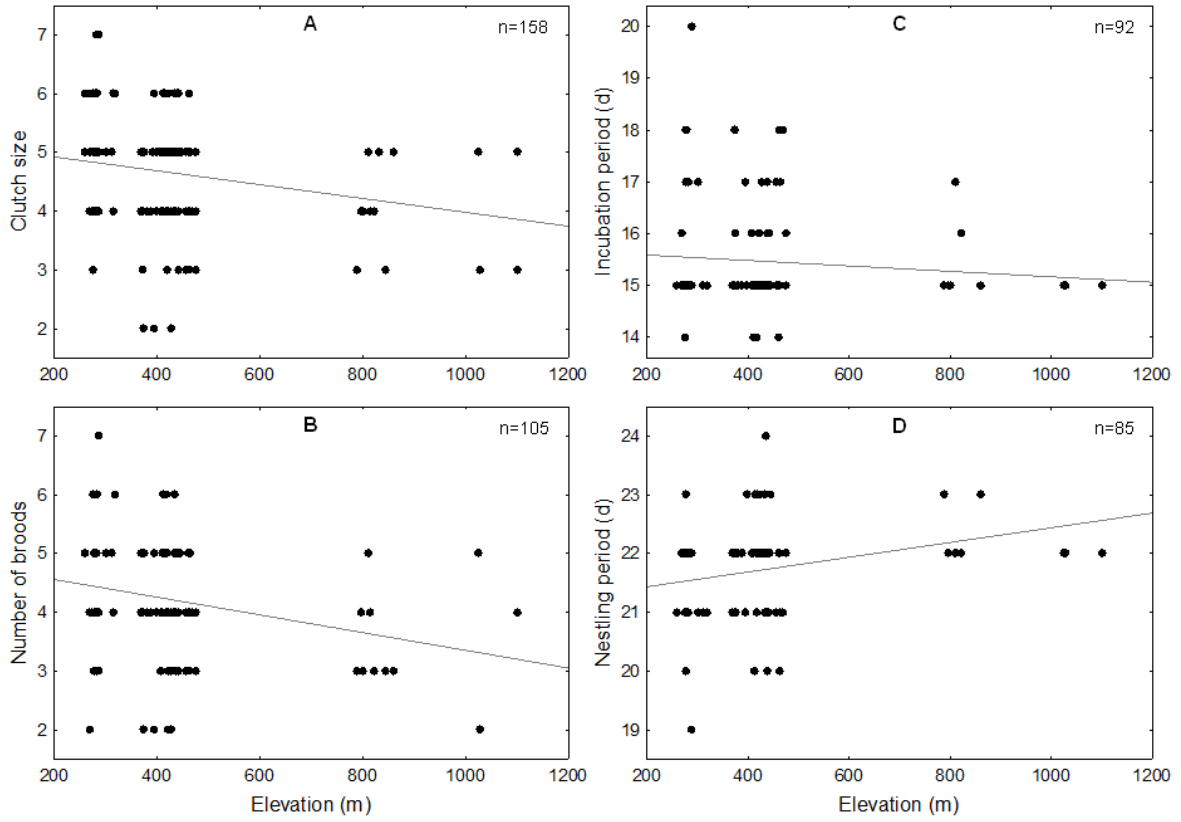 A
n=158
Clutch size
7
6
5
4
3
2
200 400 600 800 1000 1200
C
n=92
Incubation period (d)
20
19
18
17
16
15
14
200 400 600 800 1000 1200
B
n=105
Number of broods
7
6
5
4
3
2
200 400 600 800 1000 1200
Elevation (m)
D
n=85
Nestling period (d)
24
23
22
21
20
19
200 400 600 800 1000 1200
Elevation (m)